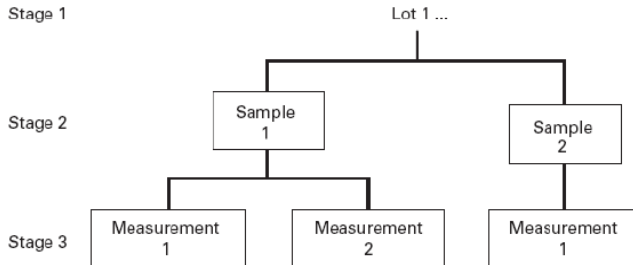 Stage 1
Lot 1 ...
Stage 2
Sample
1
Sample
2
Stage 3
Measurement
1
Measurement
2
Measurement
1